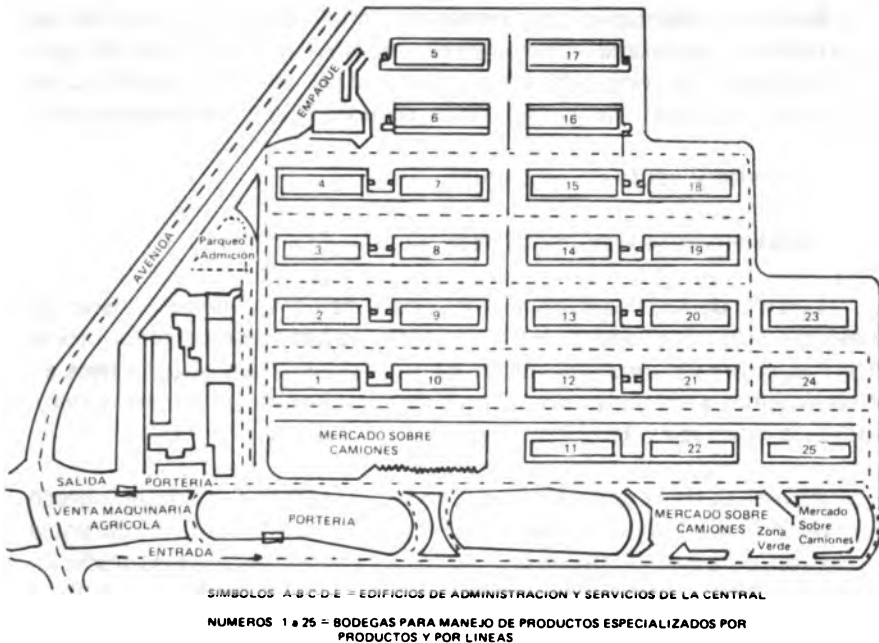 5
17
EMPAQUE
6
16
4
7
15
18
AVENIDA
Parqueo
Admición
3
8
14
19
2
9
13
20
23
1
10
12
21
24
MERCADO SOBRE
CAMIONES
11
22
25
SALIDA
PORTERIA
VENTA MAQUINARIA
AGRICOLA
PORTERIA
MERCADO SOBRE
CAMIONES
Zona
Verde
Mercado
Sobre
Camiones
ENTRADA
SIMBOLOS A-B-C-D-E = EDIFICIOS DE ADMINISTRACION Y SERVICIOS DE LA CENTRAL
NUMEROS 1 a 25 = BODEGAS PARA MANEJO DE PRODUCTOS ESPECIALIZADOS POR
PRODUCTOS Y POR LINEAS